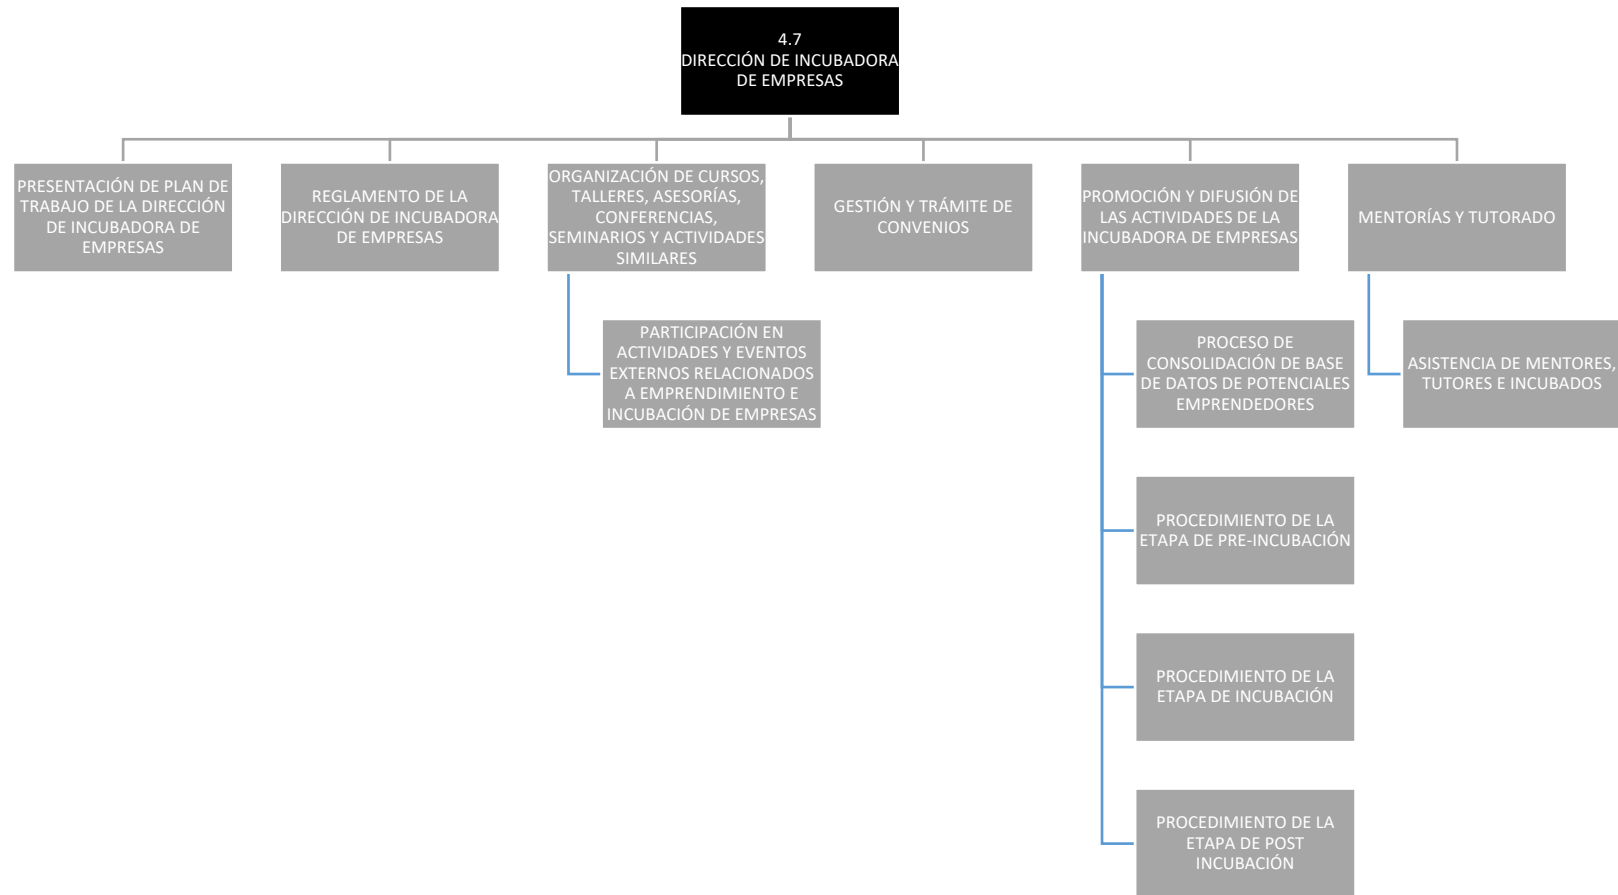 4.7
DIRECCIÓN DE INCUBADORA
DE EMPRESAS
PRESENTACIÓN DE PLAN DE
TRABAJO DE LA DIRECCIÓN
DE INCUBADORA DE
EMPRESAS
REGLAMENTO DE LA
DIRECCIÓN DE INCUBADORA
DE EMPRESAS
ORGANIZACIÓN DE CURSOS,
TALLERES, ASESORÍAS,
CONFERENCIAS,
SEMINARIOS Y ACTIVIDADES
SIMILARES
GESTIÓN Y TRÁMITE DE
CONVENIOS
PROMOCIÓN Y DIFUSIÓN DE
LAS ACTIVIDADES DE LA
INCUBADORA DE EMPRESAS
MENTORÍAS Y TUTORADO
PARTICIPACIÓN EN
ACTIVIDADES Y EVENTOS
EXTERNOS RELACIONADOS
A EMPRENDIMIENTO E
INCUBACIÓN DE EMPRESAS
PROCESO DE
CONSOLIDACIÓN DE BASE
DE DATOS DE POTENCIALES
EMPRENDEDORES
ASISTENCIA DE MENTORES,
TUTORES E INCUBADOS
PROCEDIMIENTO DE LA
ETAPA DE PRE-INCUBACIÓN
PROCEDIMIENTO DE LA
ETAPA DE INCUBACIÓN
PROCEDIMIENTO DE LA
ETAPA DE POST
INCUBACIÓN